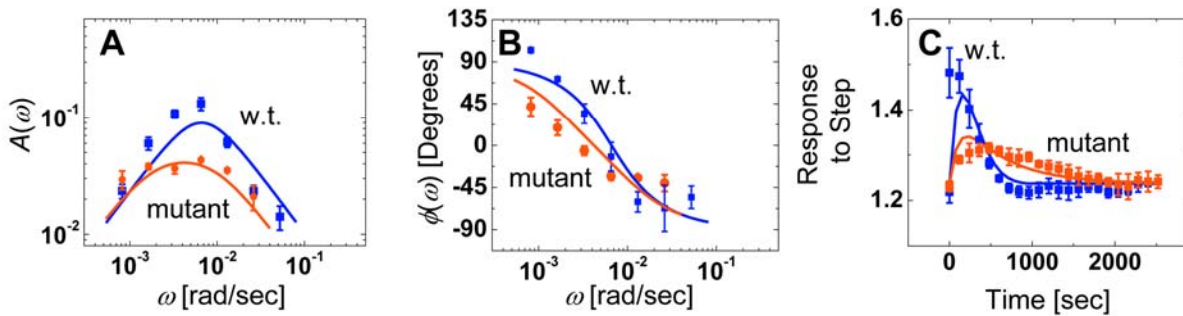 A
A(ω)
10⁻¹
10⁻²
w.t.
mutant
10⁻³ 10⁻² 10⁻¹
ω [rad/sec]
B
ϕ(ω) [Degrees]
135
90
45
0
-45
-90
w.t.
mutant
10⁻³ 10⁻² 10⁻¹
ω [rad/sec]
C
Response
to Step
1.6
1.4
1.2
w.t.
mutant
0 1000 2000
Time [sec]